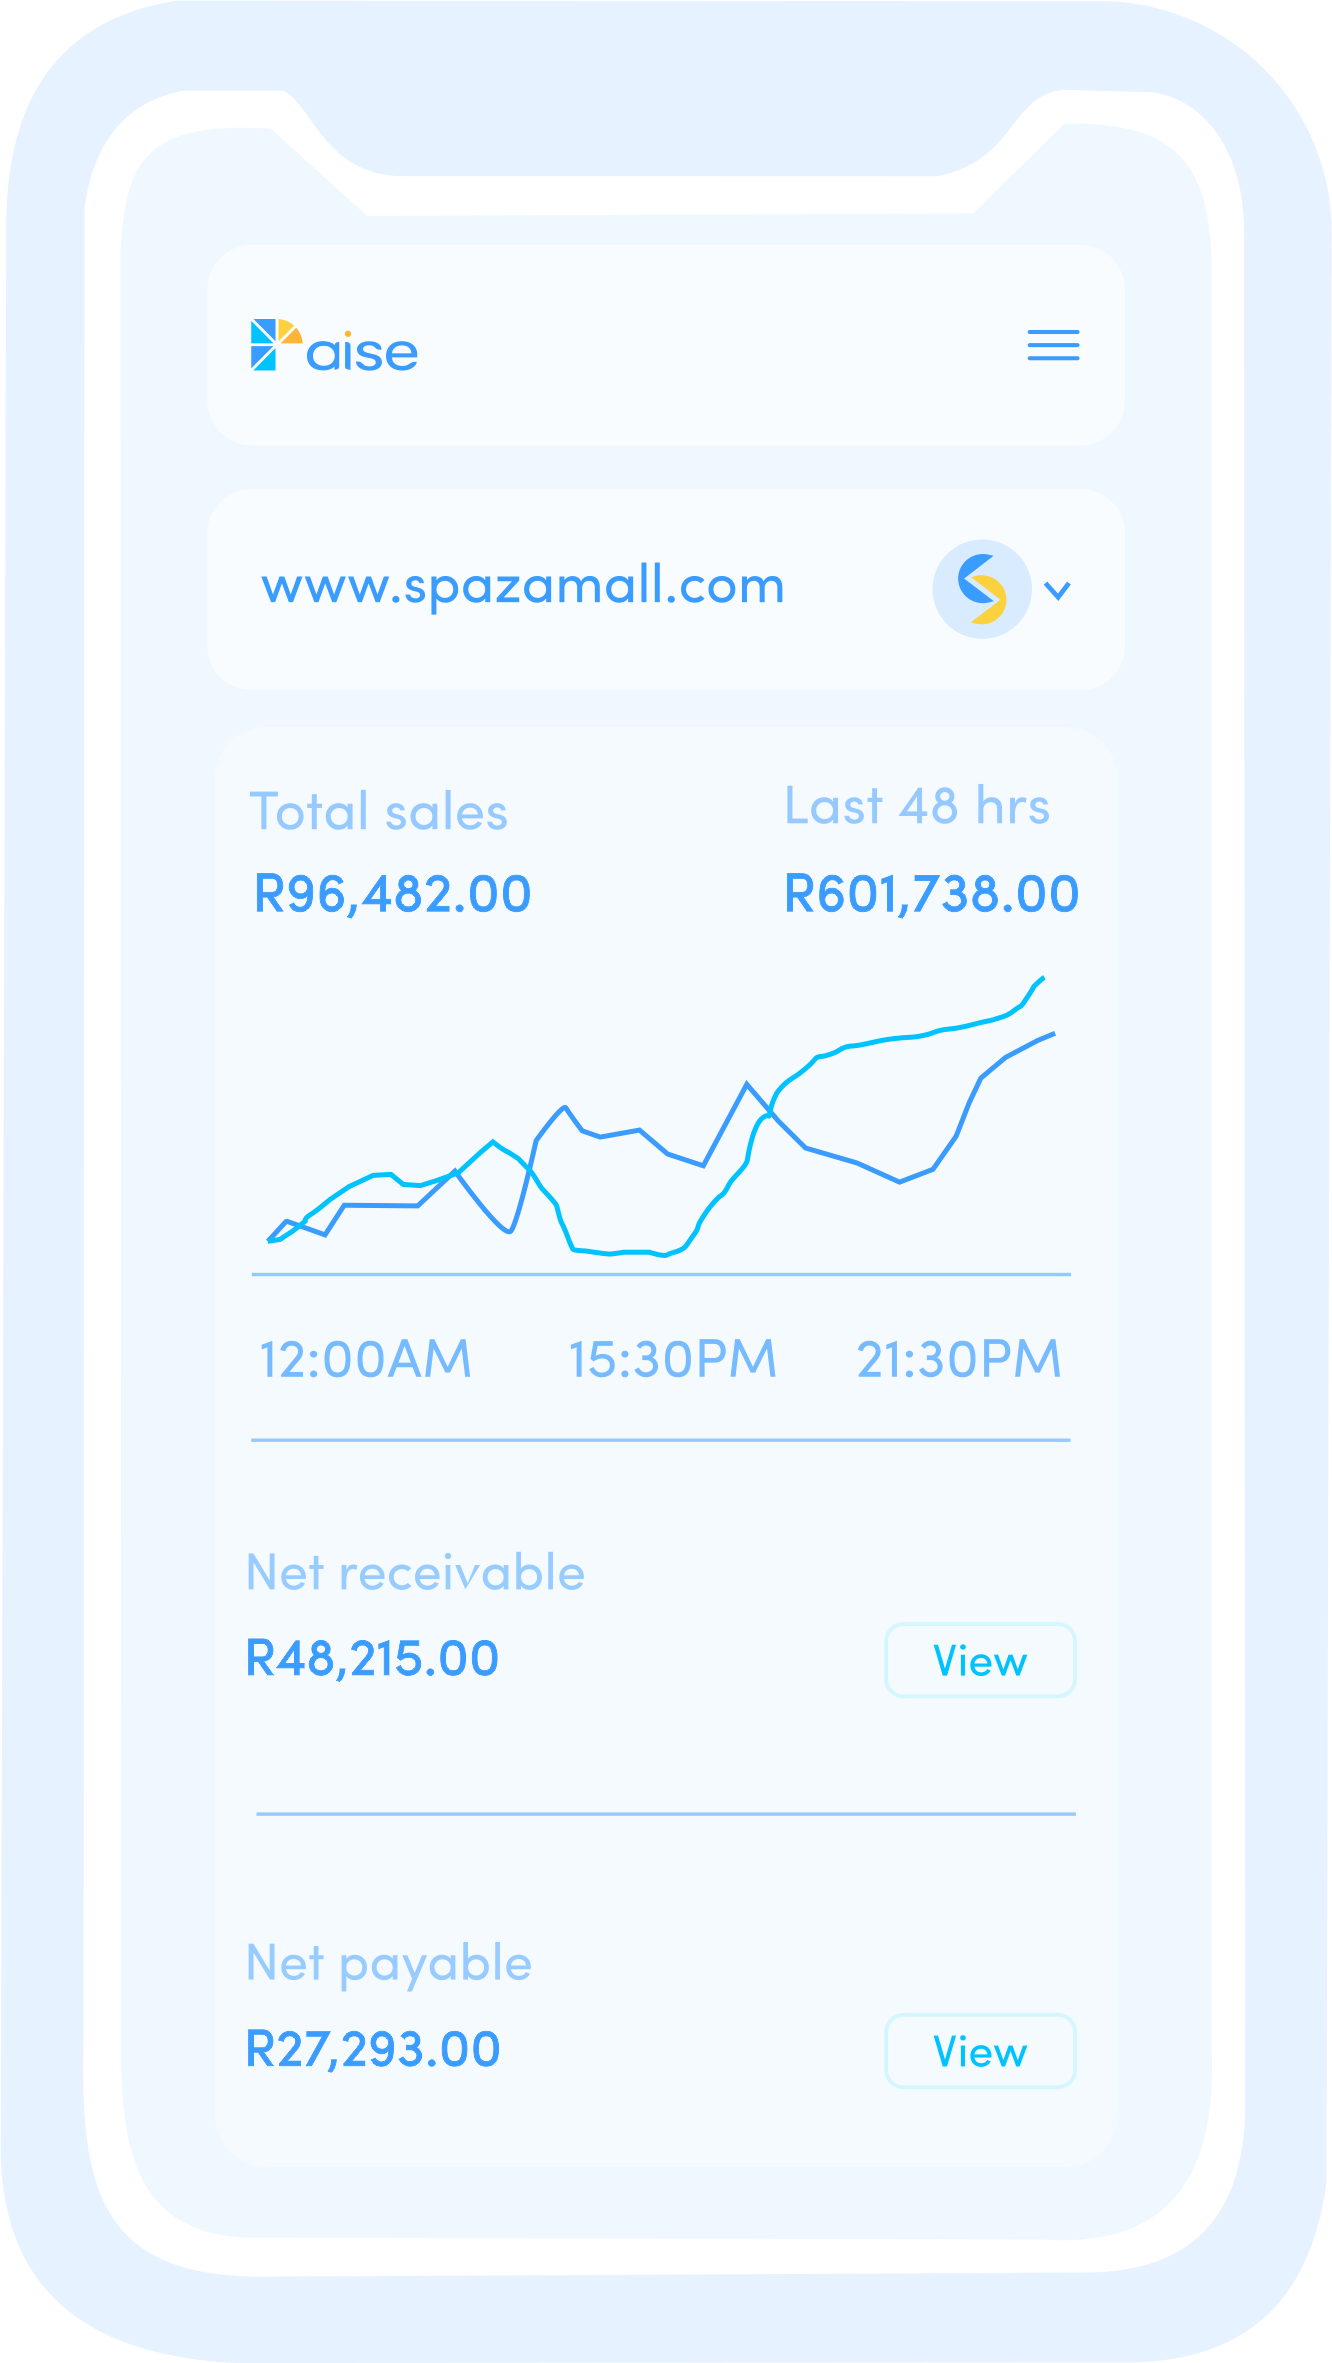 Paise
www.spazamall.com
Total sales
Last 48 hrs
R96,482.00
R601,738.00
12:00AM 15:30PM 21:30PM
Net receivable
R48,215.00
View
Net payable
R27,293.00
View